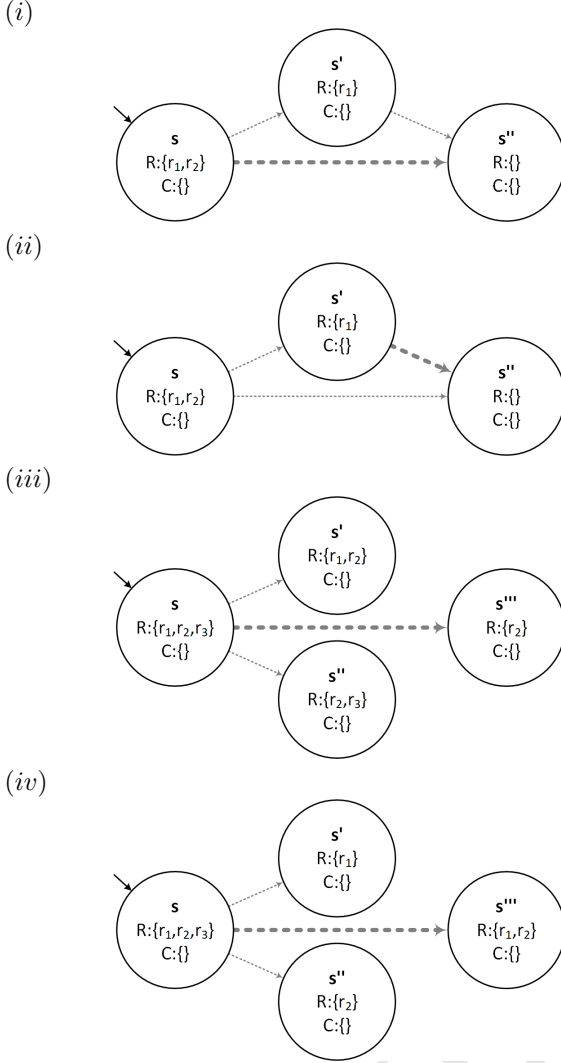 (i)
s'
R:{r₁}
C:{}
s
R:{r₁,r₂}
C:{}
s''
R:{}
C:{}
(ii)
s'
R:{r₁}
C:{}
s
R:{r₁,r₂}
C:{}
s''
R:{}
C:{}
(iii)
s'
R:{r₁,r₂}
C:{}
s
R:{r₁,r₂,r₃}
C:{}
s'''
R:{r₂}
C:{}
s''
R:{r₂,r₃}
C:{}
(iv)
s'
R:{r₁}
C:{}
s
R:{r₁,r₂,r₃}
C:{}
s'''
R:{r₁,r₂}
C:{}
s''
R:{r₂}
C:{}